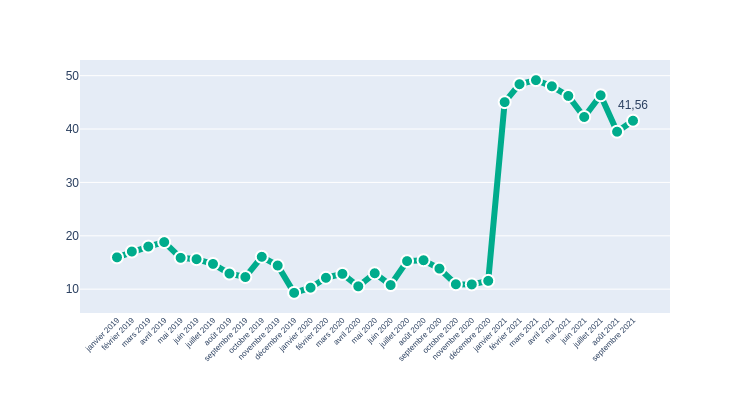 50
40
30
20
10
41,56
janvier 2019
février 2019
mars 2019
avril 2019
mai 2019
juin 2019
juillet 2019
août 2019
septembre 2019
octobre 2019
novembre 2019
décembre 2019
janvier 2020
février 2020
mars 2020
avril 2020
mai 2020
juin 2020
juillet 2020
août 2020
septembre 2020
octobre 2020
novembre 2020
décembre 2020
janvier 2021
février 2021
mars 2021
avril 2021
mai 2021
juin 2021
juillet 2021
août 2021
septembre 2021